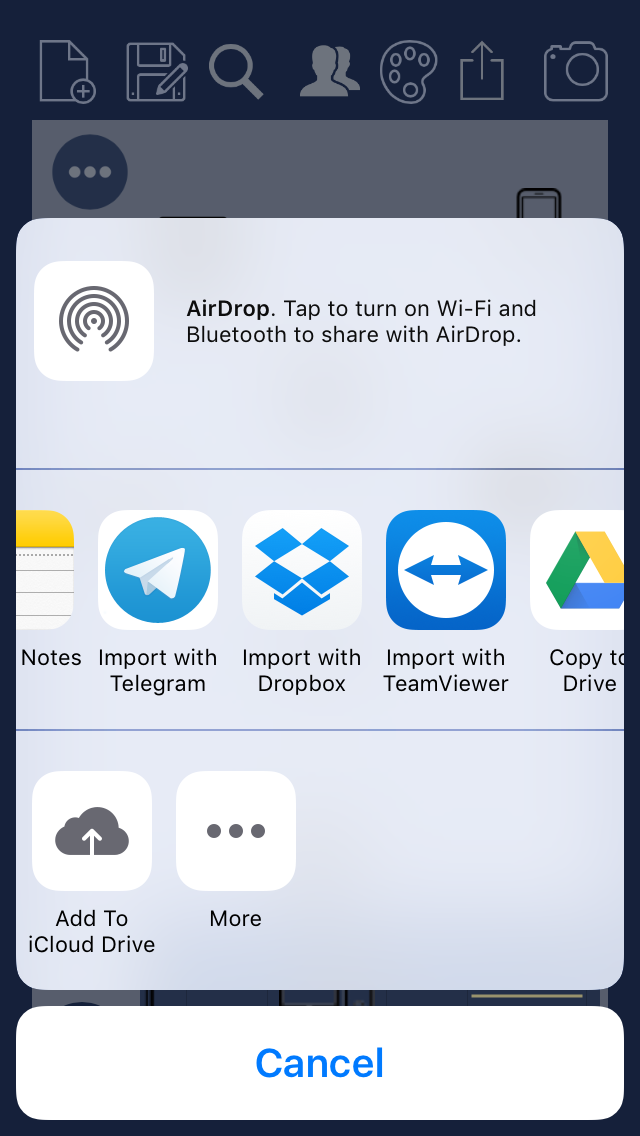 AirDrop. Tap to turn on Wi-Fi and
Bluetooth to share with AirDrop.
Notes
Import with
Telegram
Import with
Dropbox
Import with
TeamViewer
Copy to
Drive
Add To
iCloud Drive
More
Cancel